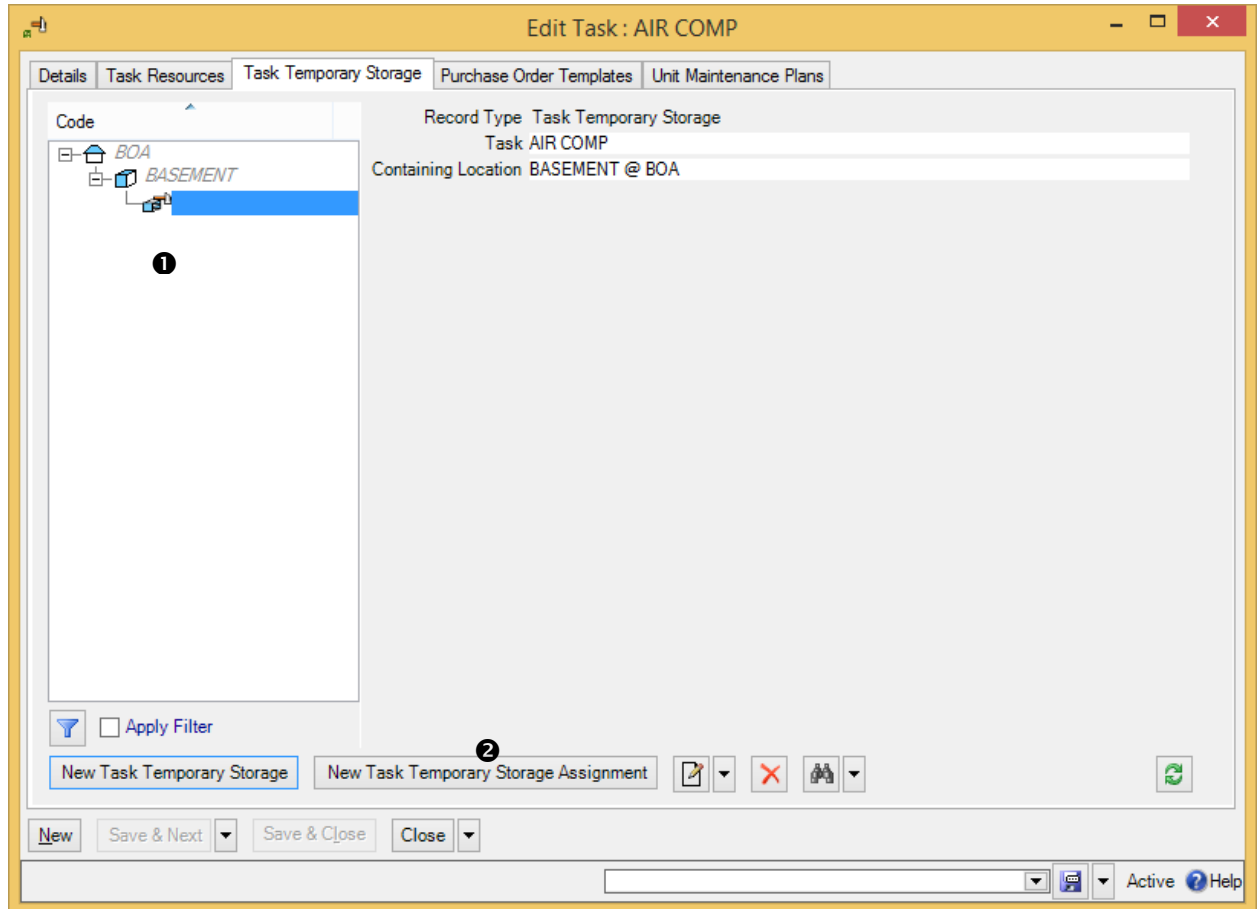 Edit Task : AIR COMP
Details Task Resources Task Temporary Storage Purchase Order Templates Unit Maintenance Plans
Code
BOA
BASEMENT
❶
Record Type Task Temporary Storage
Task AIR COMP
Containing Location BASEMENT @ BOA
Apply Filter
❷
New Task Temporary Storage New Task Temporary Storage Assignment
New Save & Next Save & Close Close
Active Help